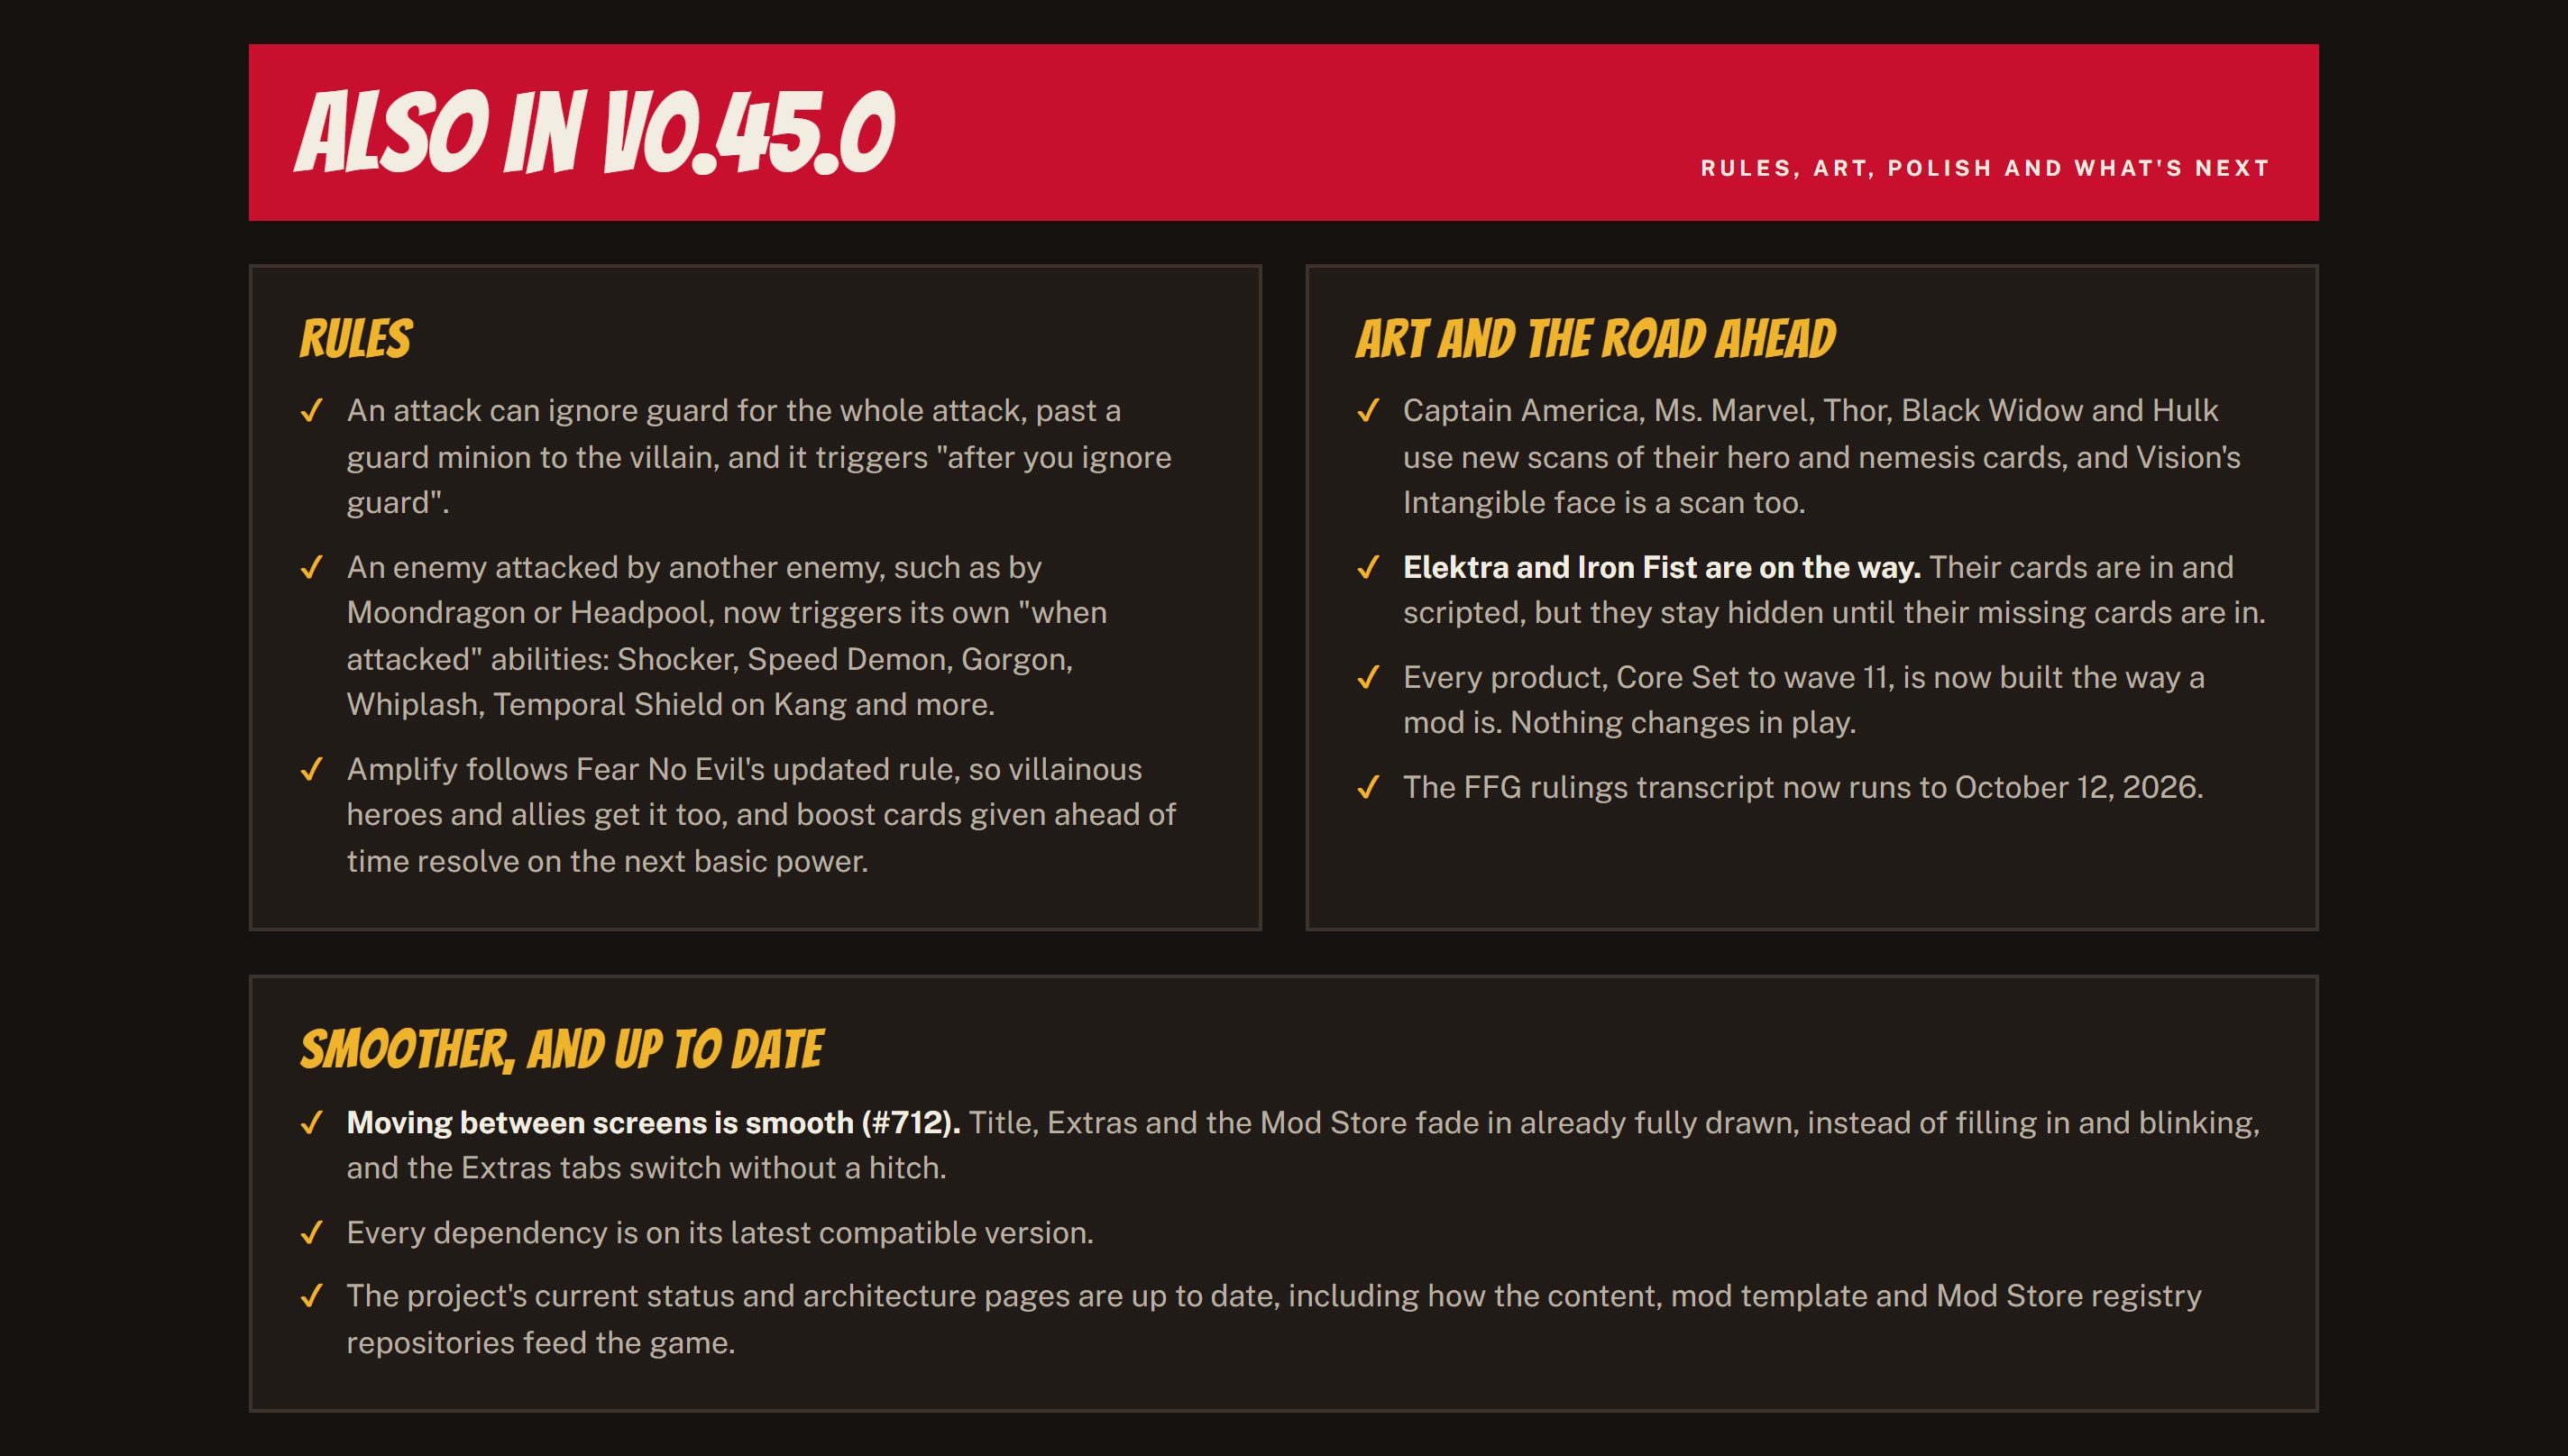 ALSO IN V0.45.0
RULES, ART, POLISH AND WHAT'S NEXT
RULES
✓ An attack can ignore guard for the whole attack, past a
guard minion to the villain, and it triggers "after you ignore
guard".
✓ An enemy attacked by another enemy, such as by
Moondragon or Headpool, now triggers its own "when
attacked" abilities: Shocker, Speed Demon, Gorgon,
Whiplash, Temporal Shield on Kang and more.
✓ Amplify follows Fear No Evil's updated rule, so villainous
heroes and allies get it too, and boost cards given ahead of
time resolve on the next basic power.
ART AND THE ROAD AHEAD
✓ Captain America, Ms. Marvel, Thor, Black Widow and Hulk
use new scans of their hero and nemesis cards, and Vision's
Intangible face is a scan too.
✓ Elektra and Iron Fist are on the way. Their cards are in and
scripted, but they stay hidden until their missing cards are in.
✓ Every product, Core Set to wave 11, is now built the way a
mod is. Nothing changes in play.
✓ The FFG rulings transcript now runs to October 12, 2026.
SMOOTHER, AND UP TO DATE
✓ Moving between screens is smooth (#712). Title, Extras and the Mod Store fade in already fully drawn, instead of filling in and blinking,
and the Extras tabs switch without a hitch.
✓ Every dependency is on its latest compatible version.
✓ The project's current status and architecture pages are up to date, including how the content, mod template and Mod Store registry
repositories feed the game.